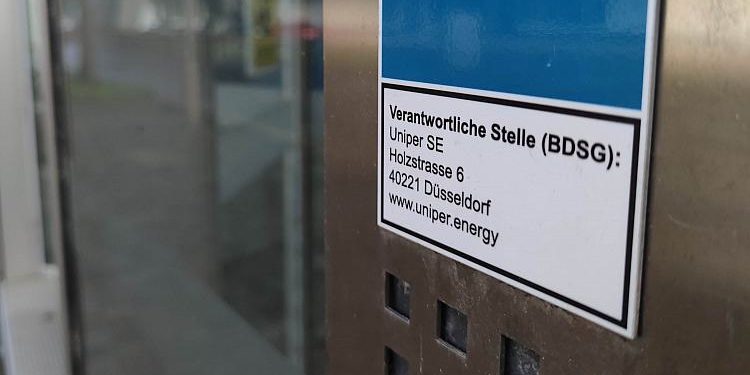 Verantwortliche Stelle (BDSG):
Uniper SE
Holzstrasse 6
40221 Düsseldorf
www.uniper.energy